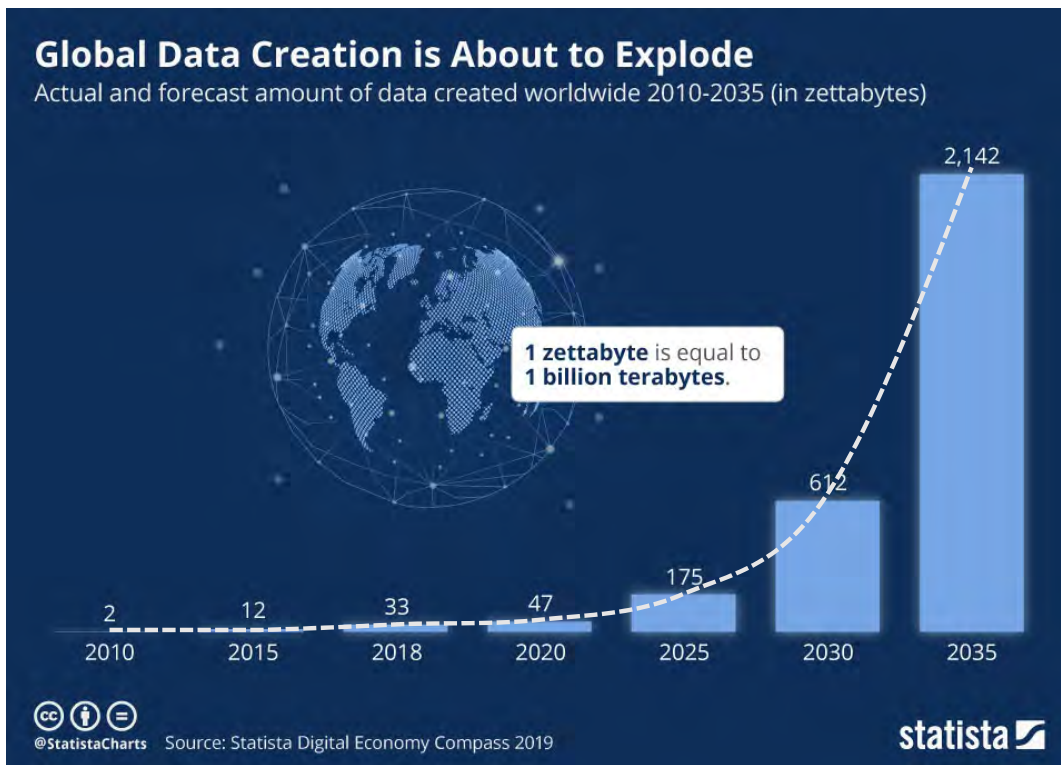 Global Data Creation is About to Explode
Actual and forecast amount of data created worldwide 2010-2035 (in zettabytes)
2,142
1 zettabyte is equal to
1 billion terabytes.
612
175
47
33
12
2
2010 2015 2018 2020 2025 2030 2035
cc
@StatistaCharts Source: Statista Digital Economy Compass 2019
statista